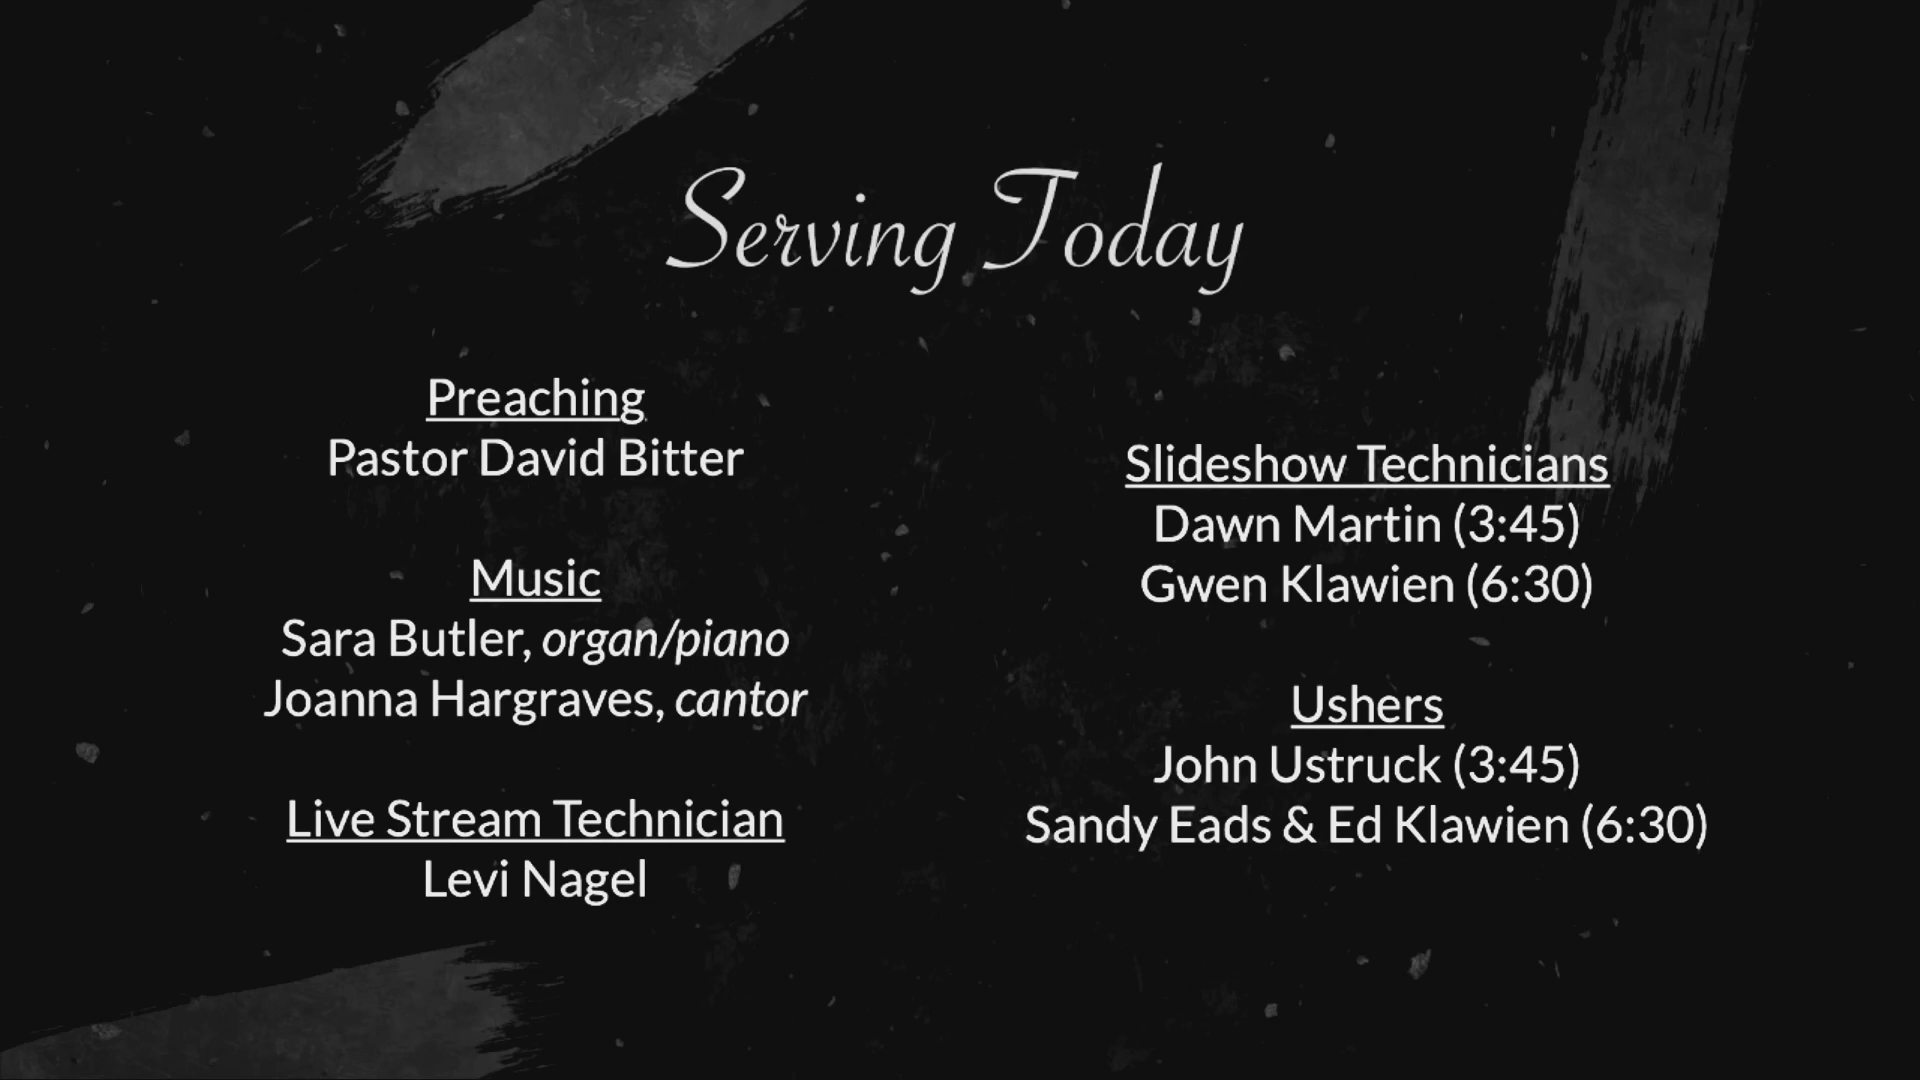 Serving Today
Preaching
Pastor David Bitter
Music
Sara Butler, organ/piano
Joanna Hargraves, cantor
Live Stream Technician
Levi Nagel
Slideshow Technicians
Dawn Martin (3:45)
Gwen Klawien (6:30)
Ushers
John Ustruck (3:45)
Sandy Eads & Ed Klawien (6:30)